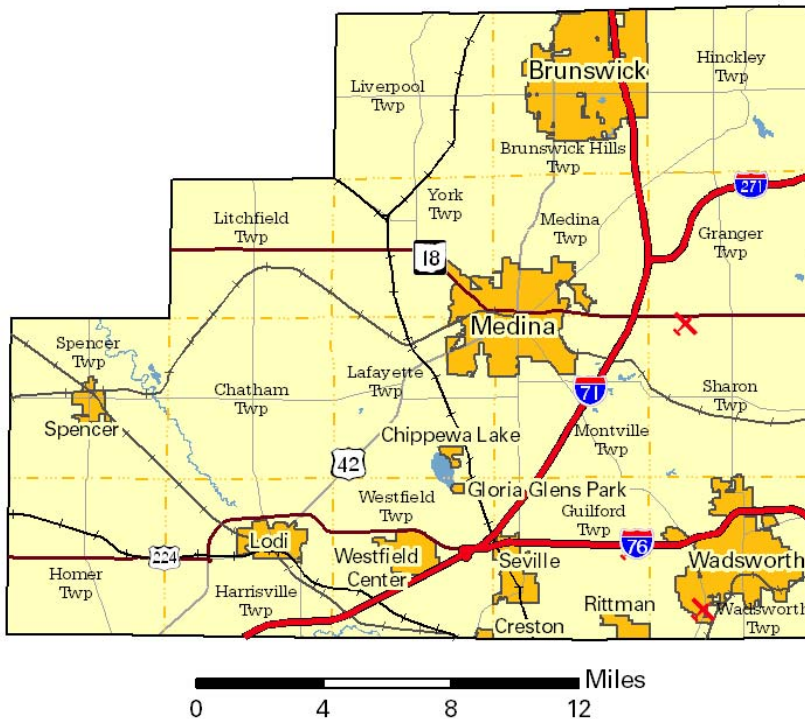 Brunswick
Hinckley
Twp
Liverpool
Twp
Brunswick Hills
Twp
271
York
Twp
Medina
Twp
Litchfield
Twp
Granger
Twp
18
Medina
Spencer
Twp
Lafayette
Twp
Chatham
Twp
71
Sharon
Twp
Spencer
Chippewa Lake
Montville
Twp
42
Gloria Glens Park
Westfield
Twp
Guilford
Twp
Lodi
224
Westfield
Center
Seville
76
Wadsworth
Homer
Twp
Harrisville
Twp
Rittman
Wadsworth
Twp
Creston
Miles
0 4 8 12